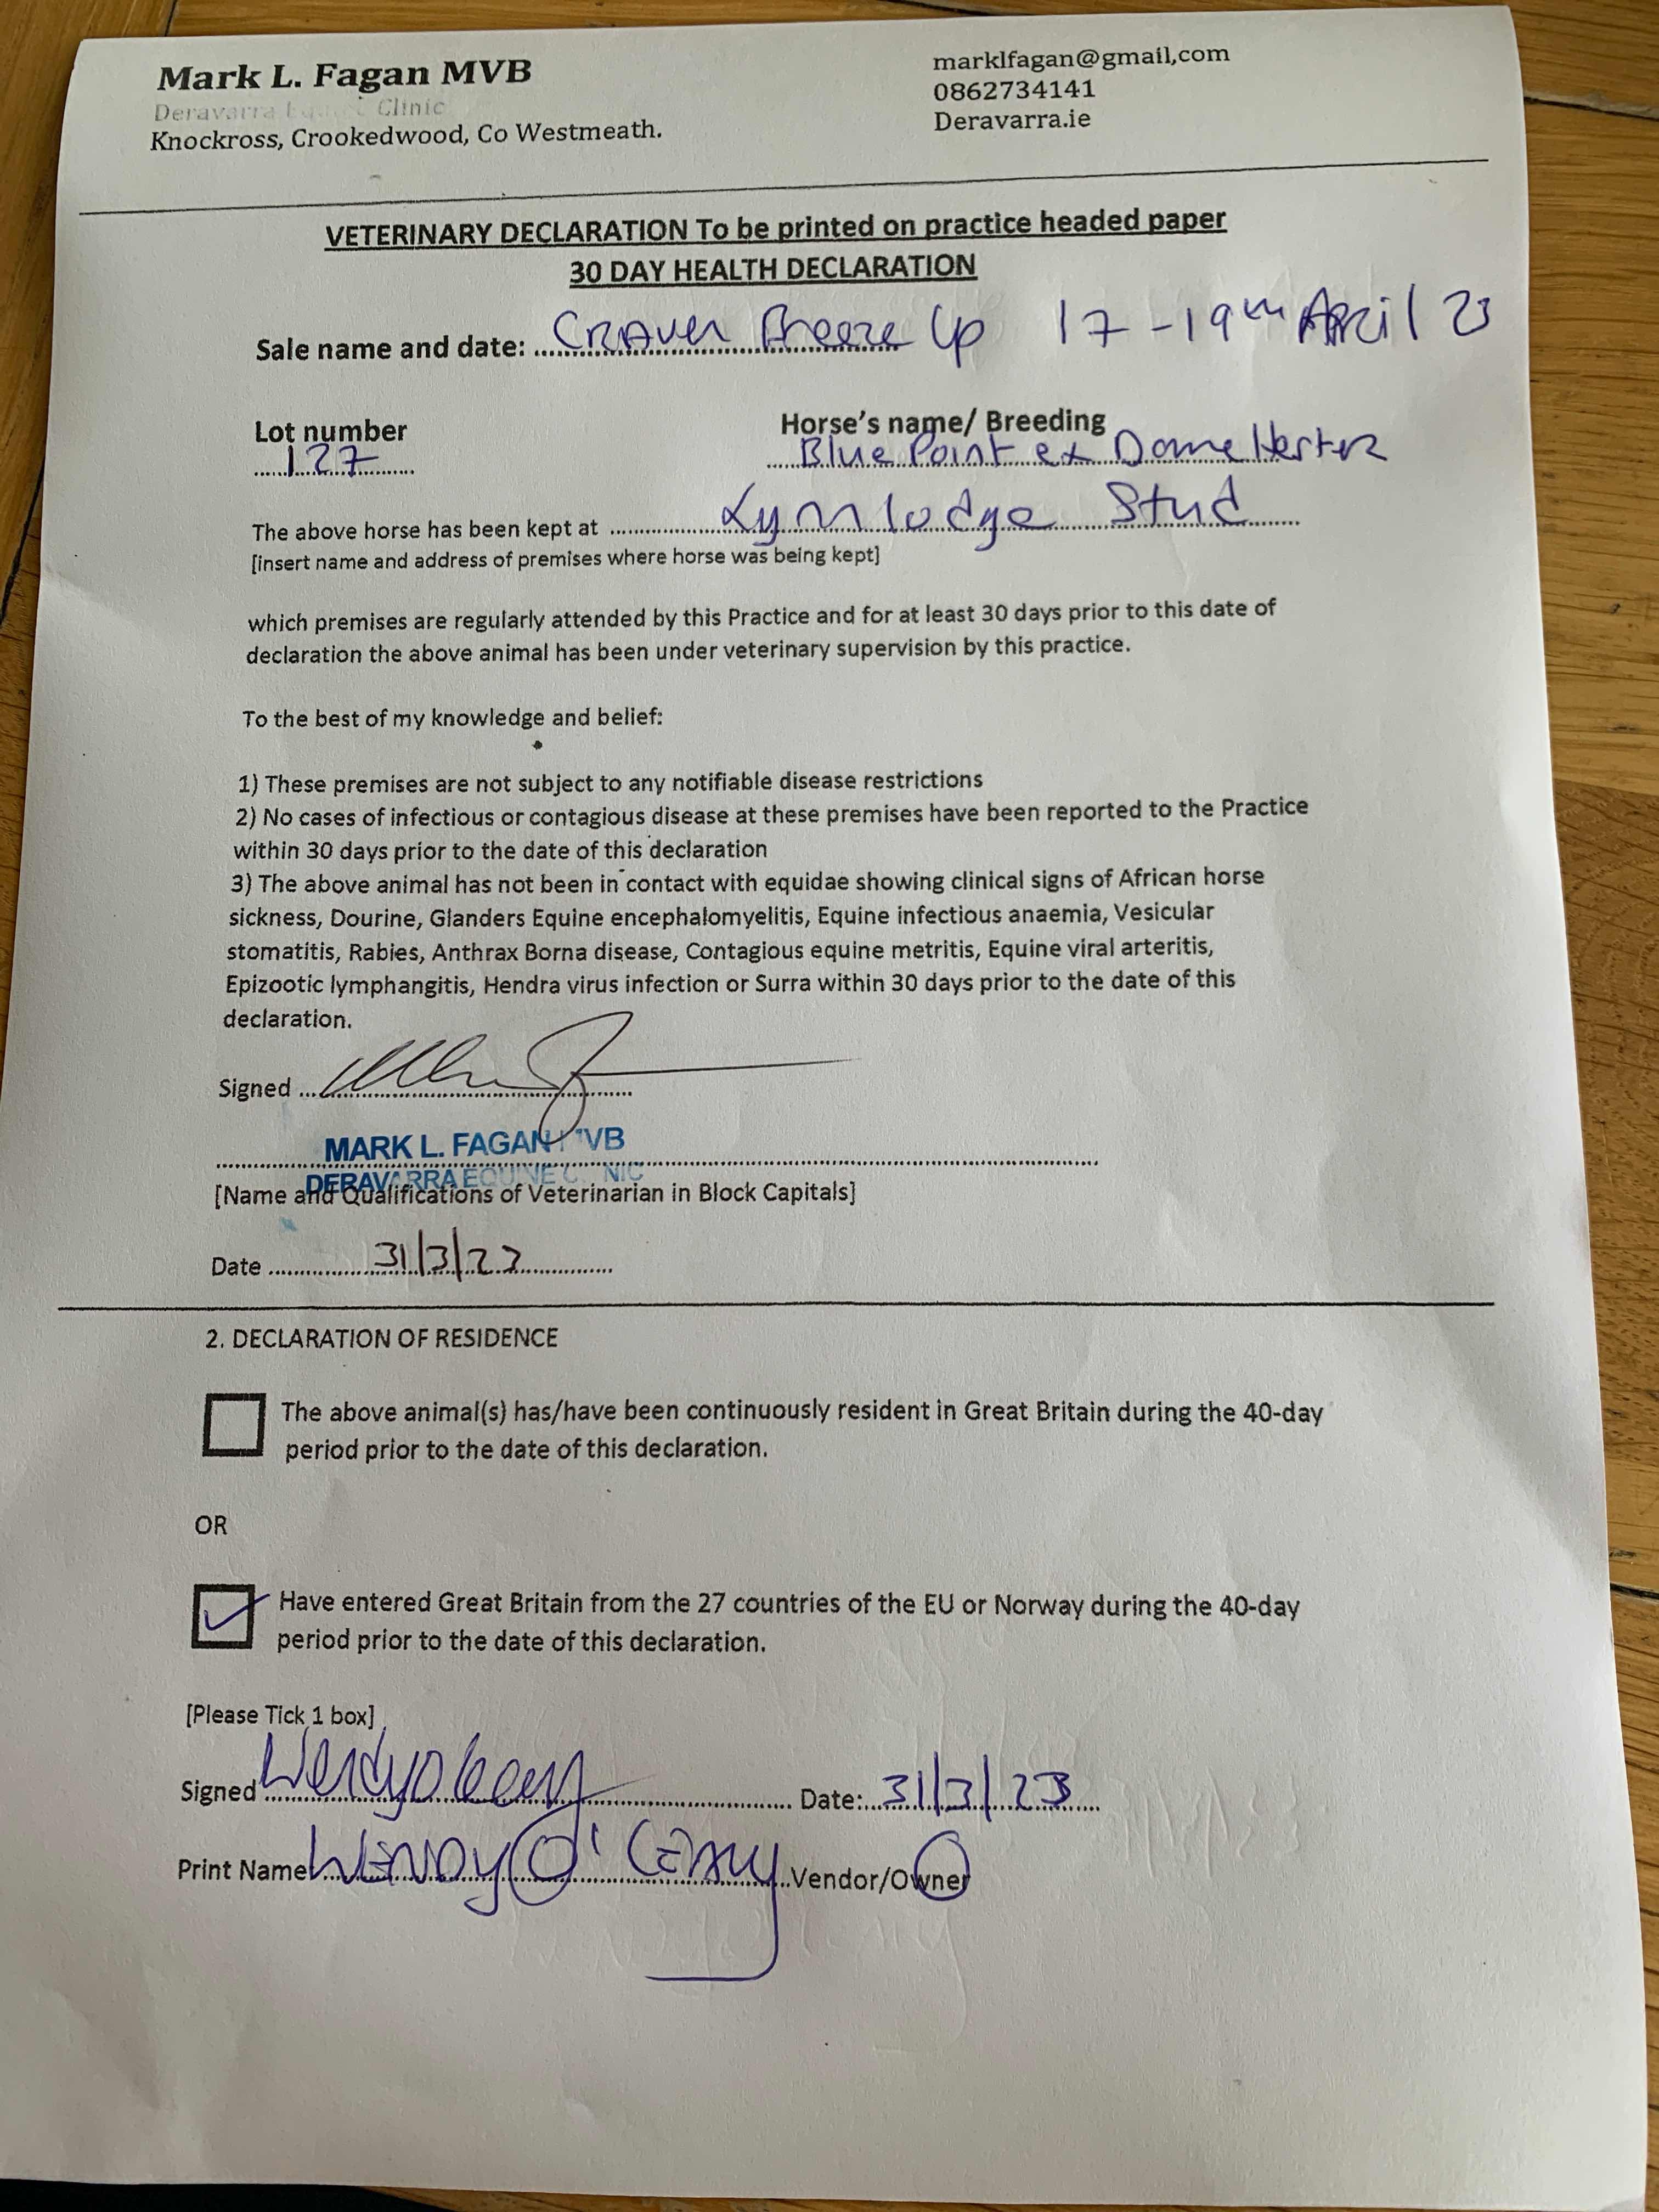 Mark L. Fagan MVB
Deravarra Clinic
Knockross, Crookedwood, Co Westmeath.
marklfagan@gmail,com
0862734141
Deravarra.ie
VETERINARY DECLARATION To be printed on practice headed paper
30 DAY HEALTH DECLARATION
Sale name and date: Craven Breeze Up 17-19th April 23
Lot number
127
Horse's name/ Breeding
Blue Point ex Dame Hester
The above horse has been kept at Lynn lodge Stud
[insert name and address of premises where horse was being kept]
which premises are regularly attended by this Practice and for at least 30 days prior to this date of
declaration the above animal has been under veterinary supervision by this practice.
To the best of my knowledge and belief:
1) These premises are not subject to any notifiable disease restrictions
2) No cases of infectious or contagious disease at these premises have been reported to the Practice
within 30 days prior to the date of this declaration
3) The above animal has not been in contact with equidae showing clinical signs of African horse
sickness, Dourine, Glanders Equine encephalomyelitis, Equine infectious anaemia, Vesicular
stomatitis, Rabies, Anthrax Borna disease, Contagious equine metritis, Equine viral arteritis,
Epizootic lymphangitis, Hendra virus infection or Surra within 30 days prior to the date of this
declaration.
Signed
MARK L. FAGAN MVB
DERAVARRA EQUINE CLINIC
[Name and Qualifications of Veterinarian in Block Capitals]
Date 31/3/23
2. DECLARATION OF RESIDENCE
The above animal(s) has/have been continuously resident in Great Britain during the 40-day
period prior to the date of this declaration.
OR
Have entered Great Britain from the 27 countries of the EU or Norway during the 40-day
period prior to the date of this declaration.
[Please Tick 1 box]
Signed Wendy O'Leary Date: 31/3/23
Print Name Wendy O'Leary Vendor/Owner